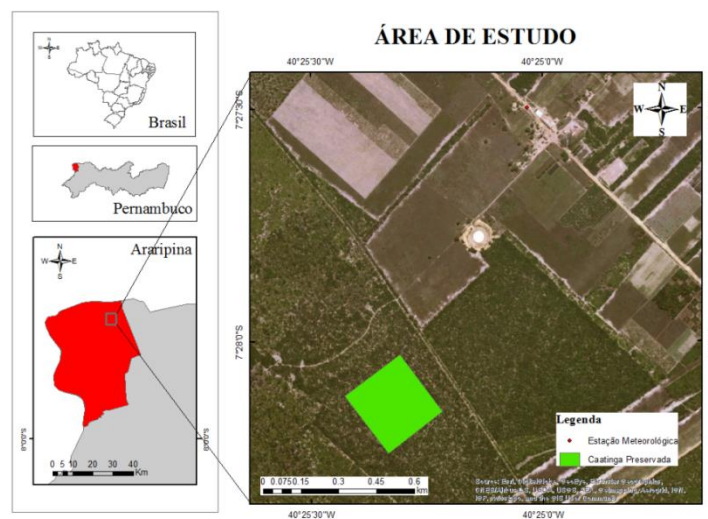 ÁREA DE ESTUDO
Brasil
Pernambuco
Araripina
N
W E
S
8°0'0"S
8°0'0"S
0 5 10 20 30 40
Km
40°25'30"W
40°25'0"W
7°27'30"S
7°28'0"S
N
W E
S
Legenda
Estação Meteorológica
Caatinga Preservada
0 0.075 0.15 0.3 0.45 0.6
km
40°25'30"W
40°25'0"W